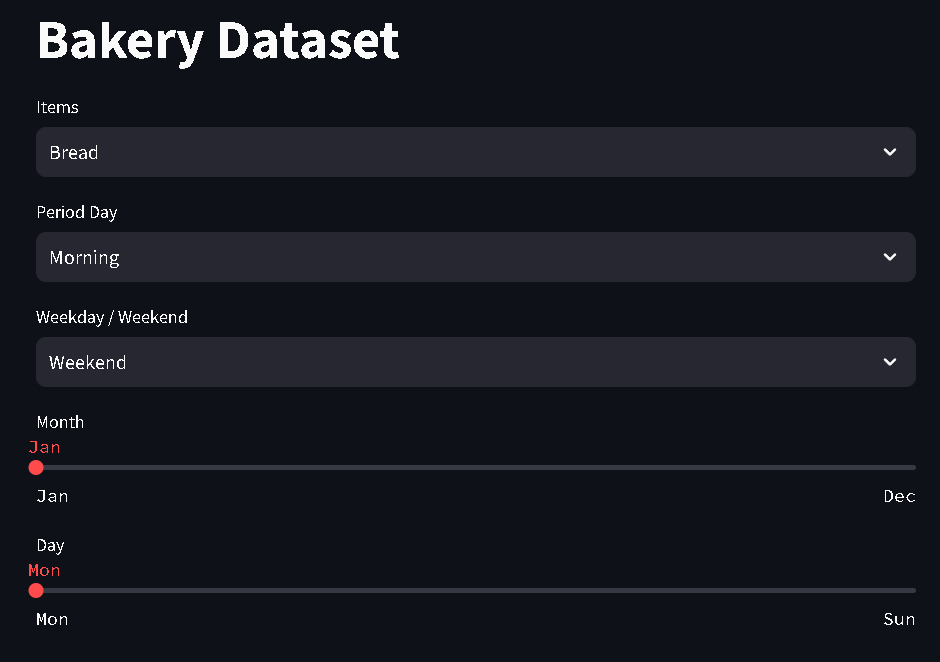 Bakery Dataset
Items
Bread
Period Day
Morning
Weekday / Weekend
Weekend
Month
Jan
Jan Dec
Day
Mon
Mon Sun